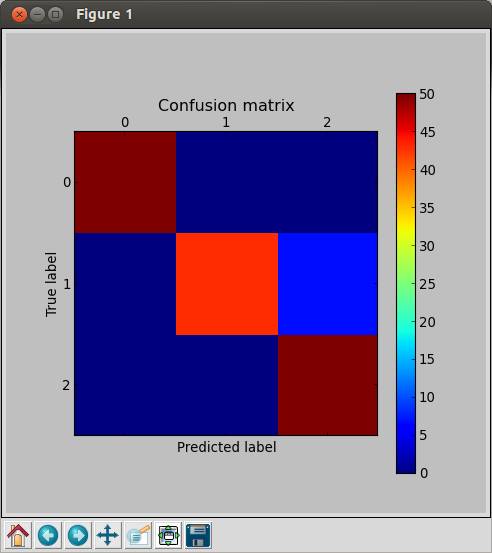 Figure 1
Confusion matrix
0 1 2
0
1
2
True label
Predicted label
50
45
40
35
30
25
20
15
10
5
0